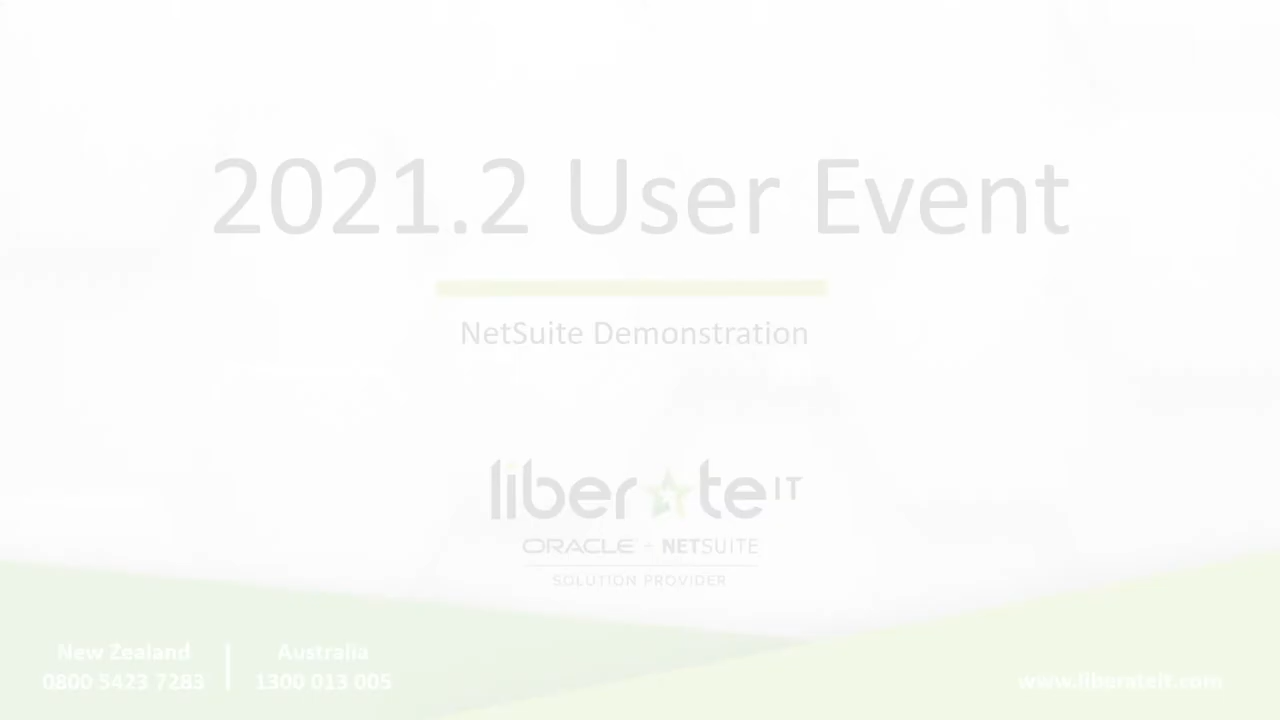 2021.2 User Event
NetSuite Demonstration
liberate IT
ORACLE + NETSUITE
SOLUTION PROVIDER
New Zealand
0800 5423 7283
Australia
1300 013 005
www.liberateit.com